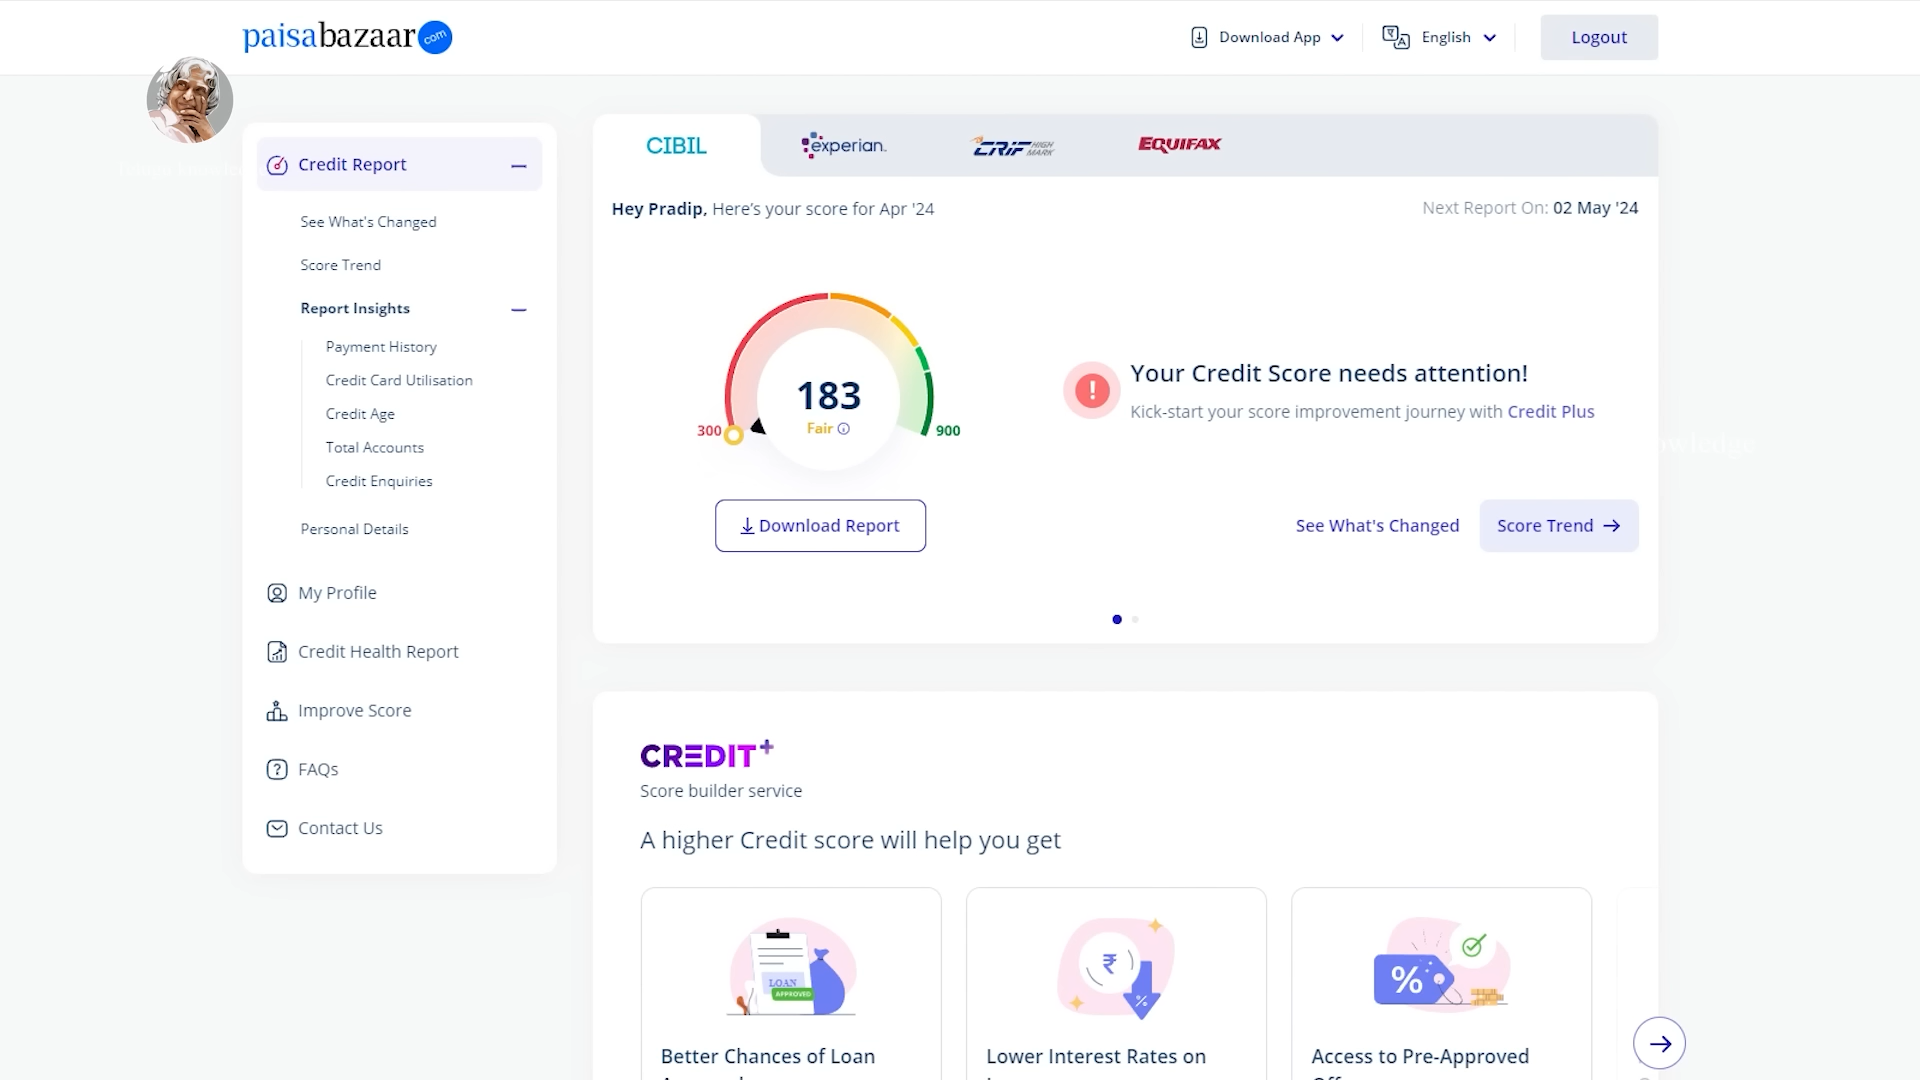 paisabazaar com
Download App
English
Logout
Credit Report
See What's Changed
Score Trend
Report Insights
Payment History
Credit Card Utilisation
Credit Age
Total Accounts
Credit Enquiries
Personal Details
My Profile
Credit Health Report
Improve Score
FAQs
Contact Us
CIBIL
experian.
CRIF HIGH MARK
EQUIFAX
Hey Pradip, Here's your score for Apr '24
Next Report On: 02 May '24
183
Fair
300
900
Download Report
Your Credit Score needs attention!
Kick-start your score improvement journey with Credit Plus
See What's Changed
Score Trend
CREDIT+
Score builder service
A higher Credit score will help you get
LOAN
APPROVED
Better Chances of Loan
₹
%
Lower Interest Rates on
%
Access to Pre-Approved